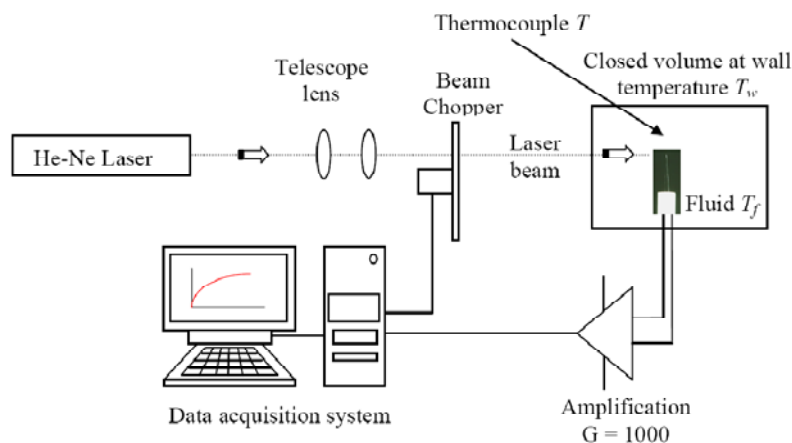 Thermocouple T
Closed volume at wall
temperature Tw
Telescope
lens
Beam
Chopper
He-Ne Laser
Laser
beam
Fluid Tf
Data acquisition system
Amplification
G = 1000